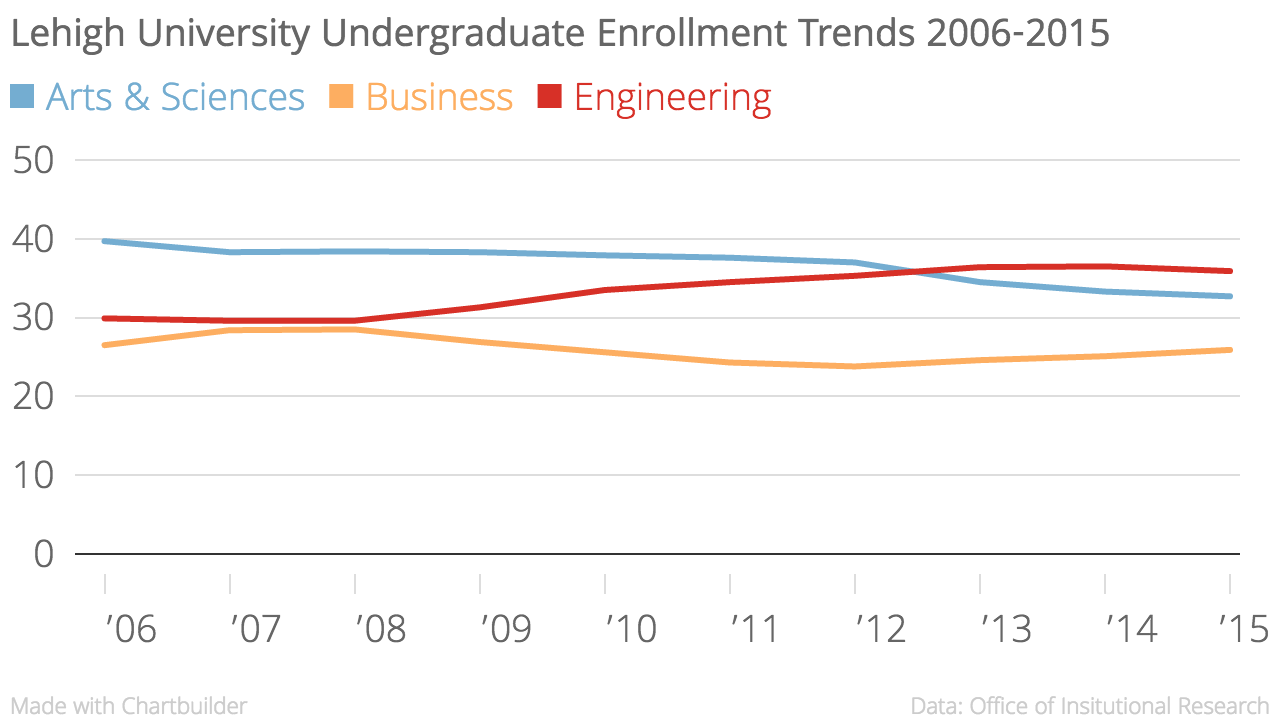 Lehigh University Undergraduate Enrollment Trends 2006-2015
Arts & Sciences Business Engineering
50
40
30
20
10
0
’06 ’07 ’08 ’09 ’10 ’11 ’12 ’13 ’14 ’15
Made with Chartbuilder Data: Office of Insitutional Research